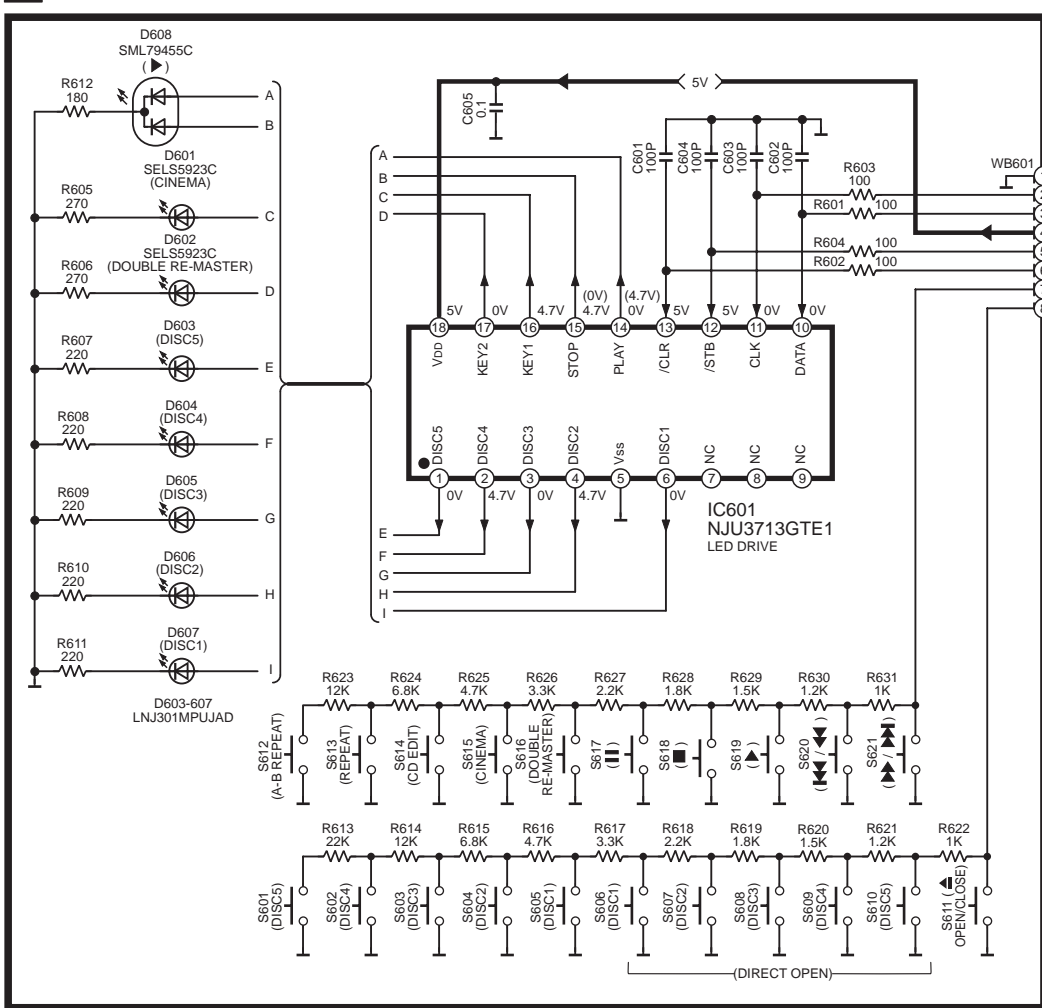 D608
SML79455C
( ▶ )
R612
180
A
B
D601
SELS5923C
(CINEMA)
R605
270
C
D602
SELS5923C
(DOUBLE RE-MASTER)
R606
270
D
D603
(DISC5)
R607
220
E
D604
(DISC4)
R608
220
F
D605
(DISC3)
R609
220
G
D606
(DISC2)
R610
220
H
D607
(DISC1)
R611
220
I
D603-607
LNJ301MPUJAD
C605
0.1
5V
A
B
C
D
C601
100P
C604
100P
C603
100P
C602
100P
R603
100
R601 100
R604 100
R602 100
WB601
(0V) (4.7V)
5V 0V 4.7V 4.7V 0V 5V 5V 0V 0V
18 17 16 15 14 13 12 11 10
VDD KEY2 KEY1 STOP PLAY /CLR /STB CLK DATA
DISC5 DISC4 DISC3 DISC2 Vss DISC1 NC NC NC
1 2 3 4 5 6 7 8 9
0V 4.7V 0V 4.7V 0V
IC601
NJU3713GTE1
LED DRIVE
E
F
G
H
I
R623 R624 R625 R626 R627 R628 R629 R630 R631
12K 6.8K 4.7K 3.3K 2.2K 1.8K 1.5K 1.2K 1K
S612
(A-B REPEAT)
S613
(REPEAT)
S614
(CD EDIT)
S615
(CINEMA)
S616
(DOUBLE
RE-MASTER)
S617
S618
S619
S620
S621
R613 R614 R615 R616 R617 R618 R619 R620 R621 R622
22K 12K 6.8K 4.7K 3.3K 2.2K 1.8K 1.5K 1.2K 1K
S601
(DISC5)
S602
(DISC4)
S603
(DISC3)
S604
(DISC2)
S605
(DISC1)
S606
(DISC1)
S607
(DISC2)
S608
(DISC3)
S609
(DISC4)
S610
(DISC5)
S611 (
OPEN/CLOSE)
(DIRECT OPEN)